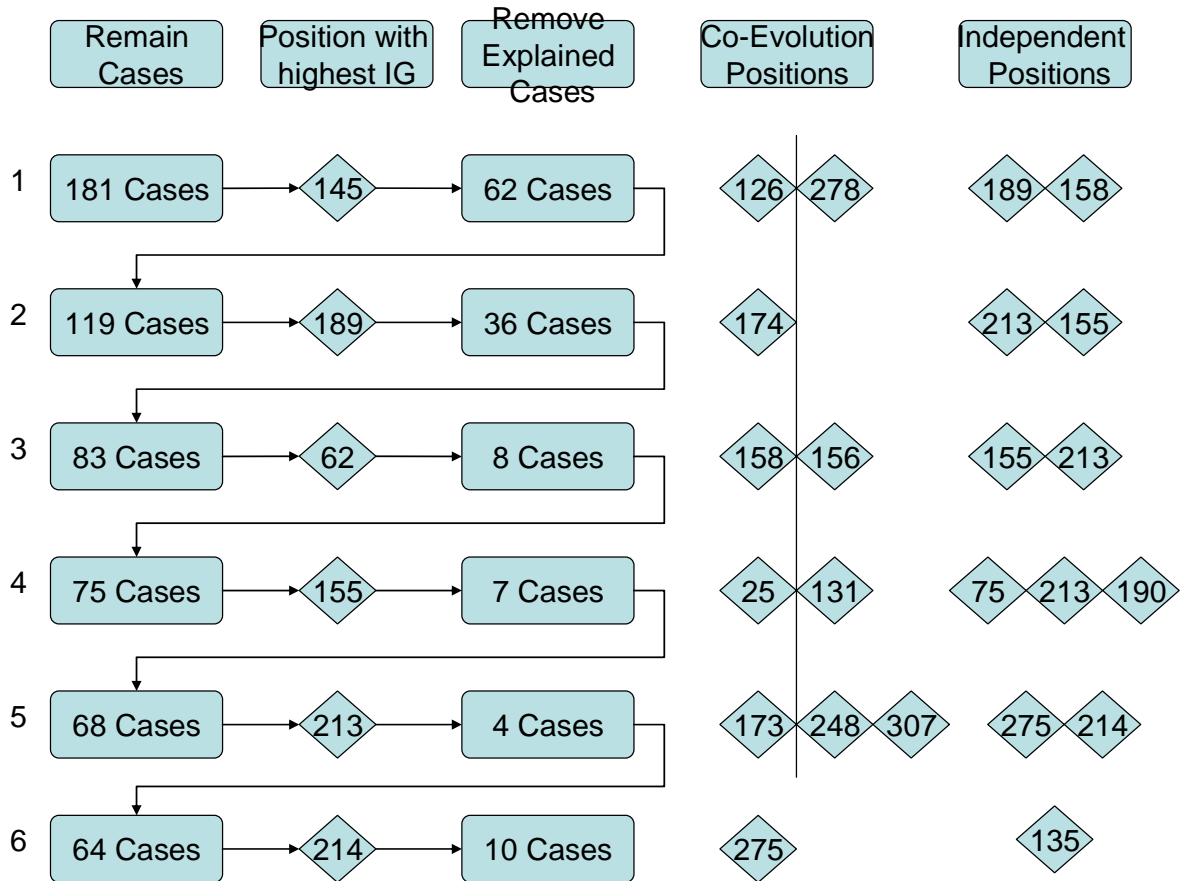 Remain
Cases
Position with
highest IG
Remove
Explained
Cases
Co-Evolution
Positions
Independent
Positions
1
181 Cases
145
62 Cases
126
278
189
158
2
119 Cases
189
36 Cases
174
213
155
3
83 Cases
62
8 Cases
158
156
155
213
4
75 Cases
155
7 Cases
25
131
75
213
190
5
68 Cases
213
4 Cases
173
248
307
275
214
6
64 Cases
214
10 Cases
275
135